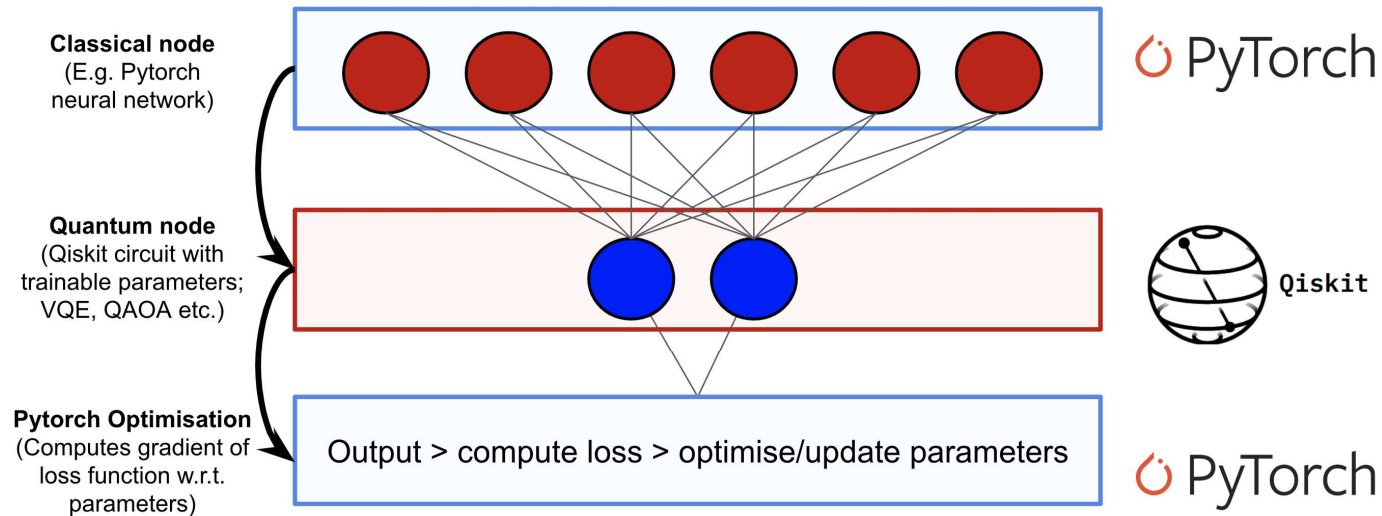 Classical node
(E.g. Pytorch
neural network)
PyTorch
Quantum node
(Qiskit circuit with
trainable parameters;
VQE, QAOA etc.)
Qiskit
Pytorch Optimisation
(Computes gradient of
loss function w.r.t.
parameters)
Output > compute loss > optimise/update parameters
PyTorch